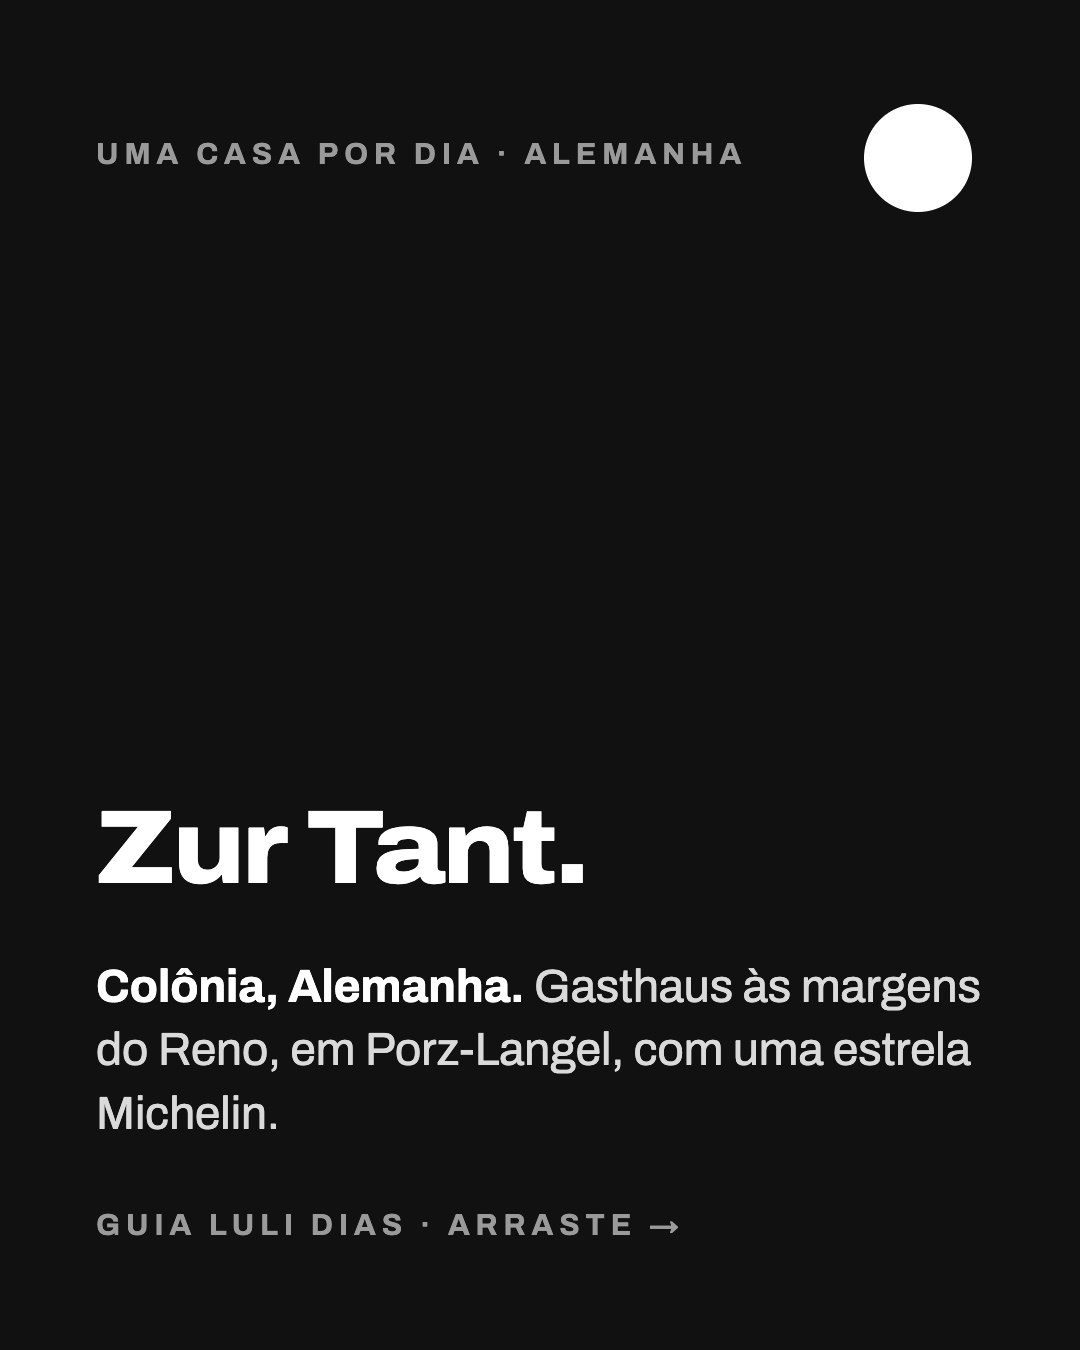 UMA CASA POR DIA · ALEMANHA
Zur Tant.
Colônia, Alemanha. Gasthaus às margens
do Reno, em Porz-Langel, com uma estrela
Michelin.
GUIA LULI DIAS · ARRASTE →